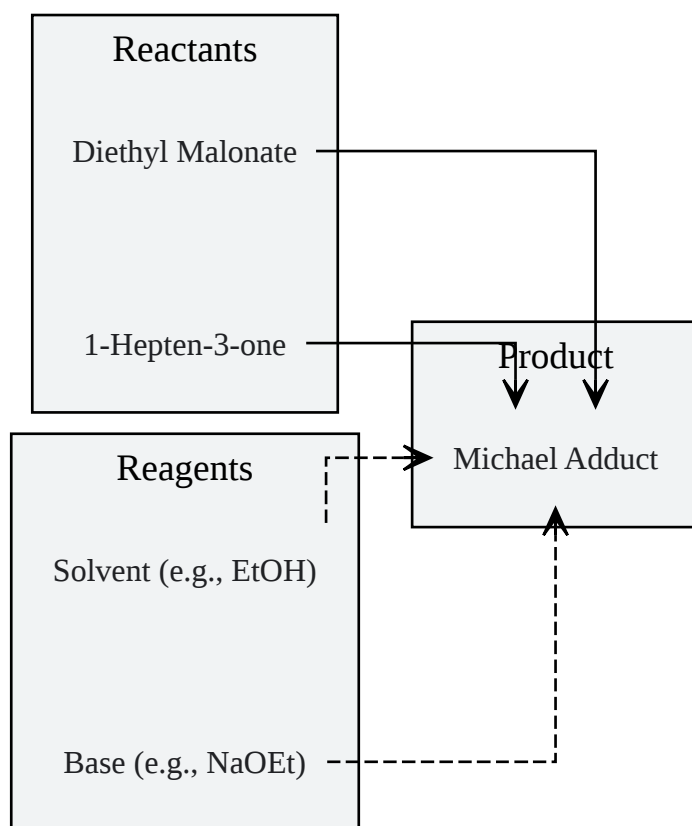 Reactants
Diethyl Malonate
1-Hepten-3-one
Product
Michael Adduct
Reagents
Solvent (e.g., EtOH)
Base (e.g., NaOEt)